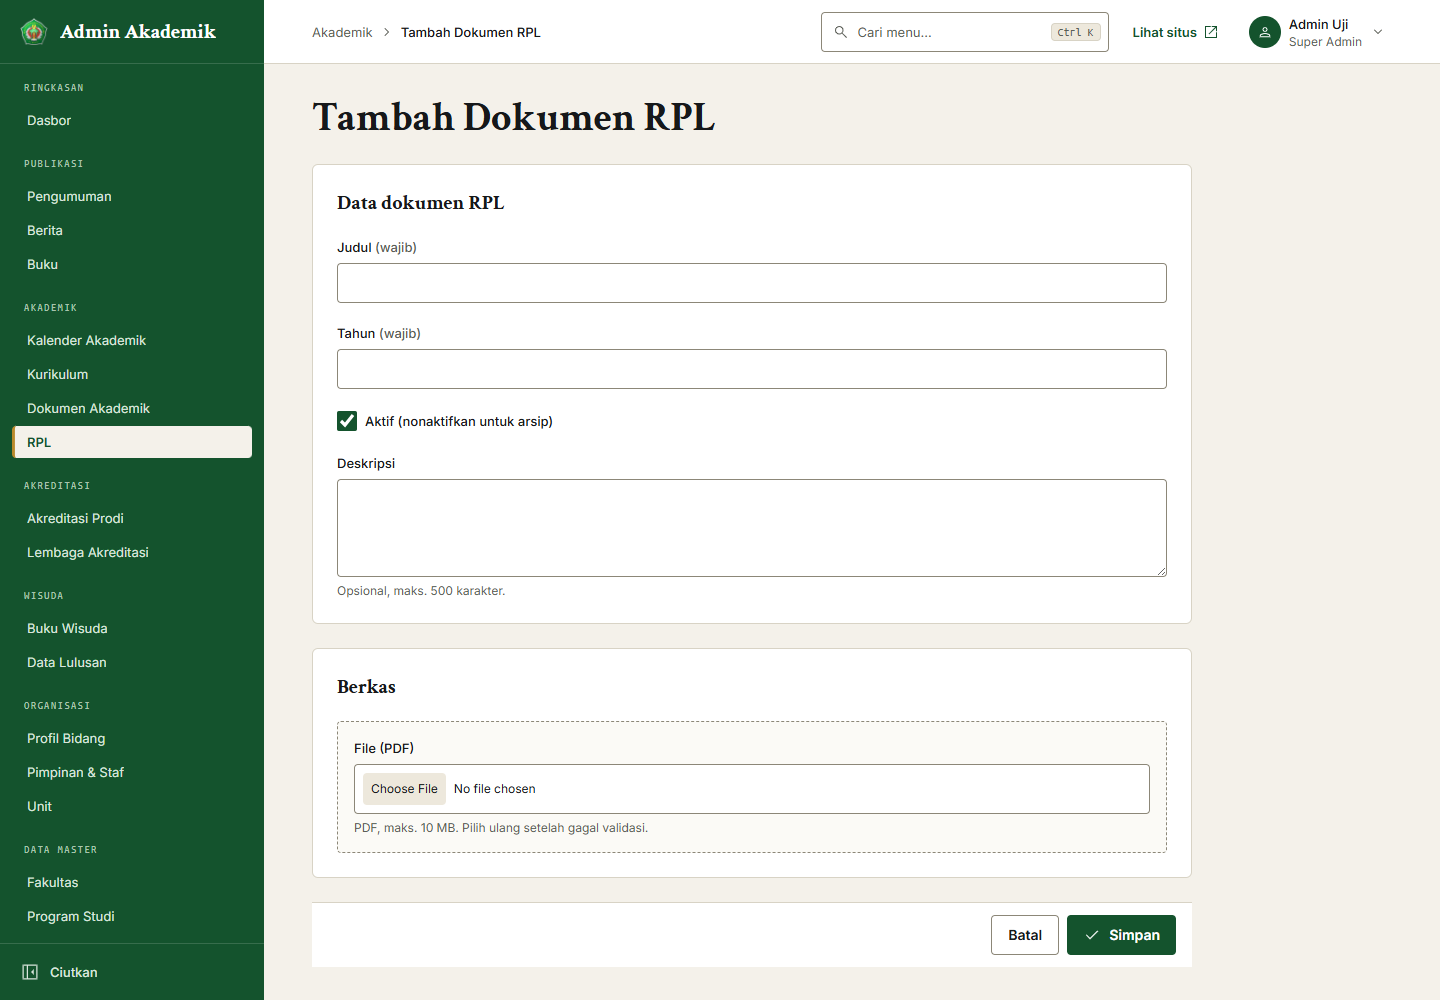 Admin Akademik
RINGKASAN
Dasbor
PUBLIKASI
Pengumuman
Berita
Buku
AKADEMIK
Kalender Akademik
Kurikulum
Dokumen Akademik
RPL
AKREDITASI
Akreditasi Prodi
Lembaga Akreditasi
WISUDA
Buku Wisuda
Data Lulusan
ORGANISASI
Profil Bidang
Pimpinan & Staf
Unit
DATA MASTER
Fakultas
Program Studi
Ciutkan
Akademik > Tambah Dokumen RPL
Cari menu... Ctrl K
Lihat situs
Admin Uji
Super Admin
Tambah Dokumen RPL
Data dokumen RPL
Judul (wajib)
Tahun (wajib)
Aktif (nonaktifkan untuk arsip)
Deskripsi
Opsional, maks. 500 karakter.
Berkas
File (PDF)
Choose File No file chosen
PDF, maks. 10 MB. Pilih ulang setelah gagal validasi.
Batal
Simpan